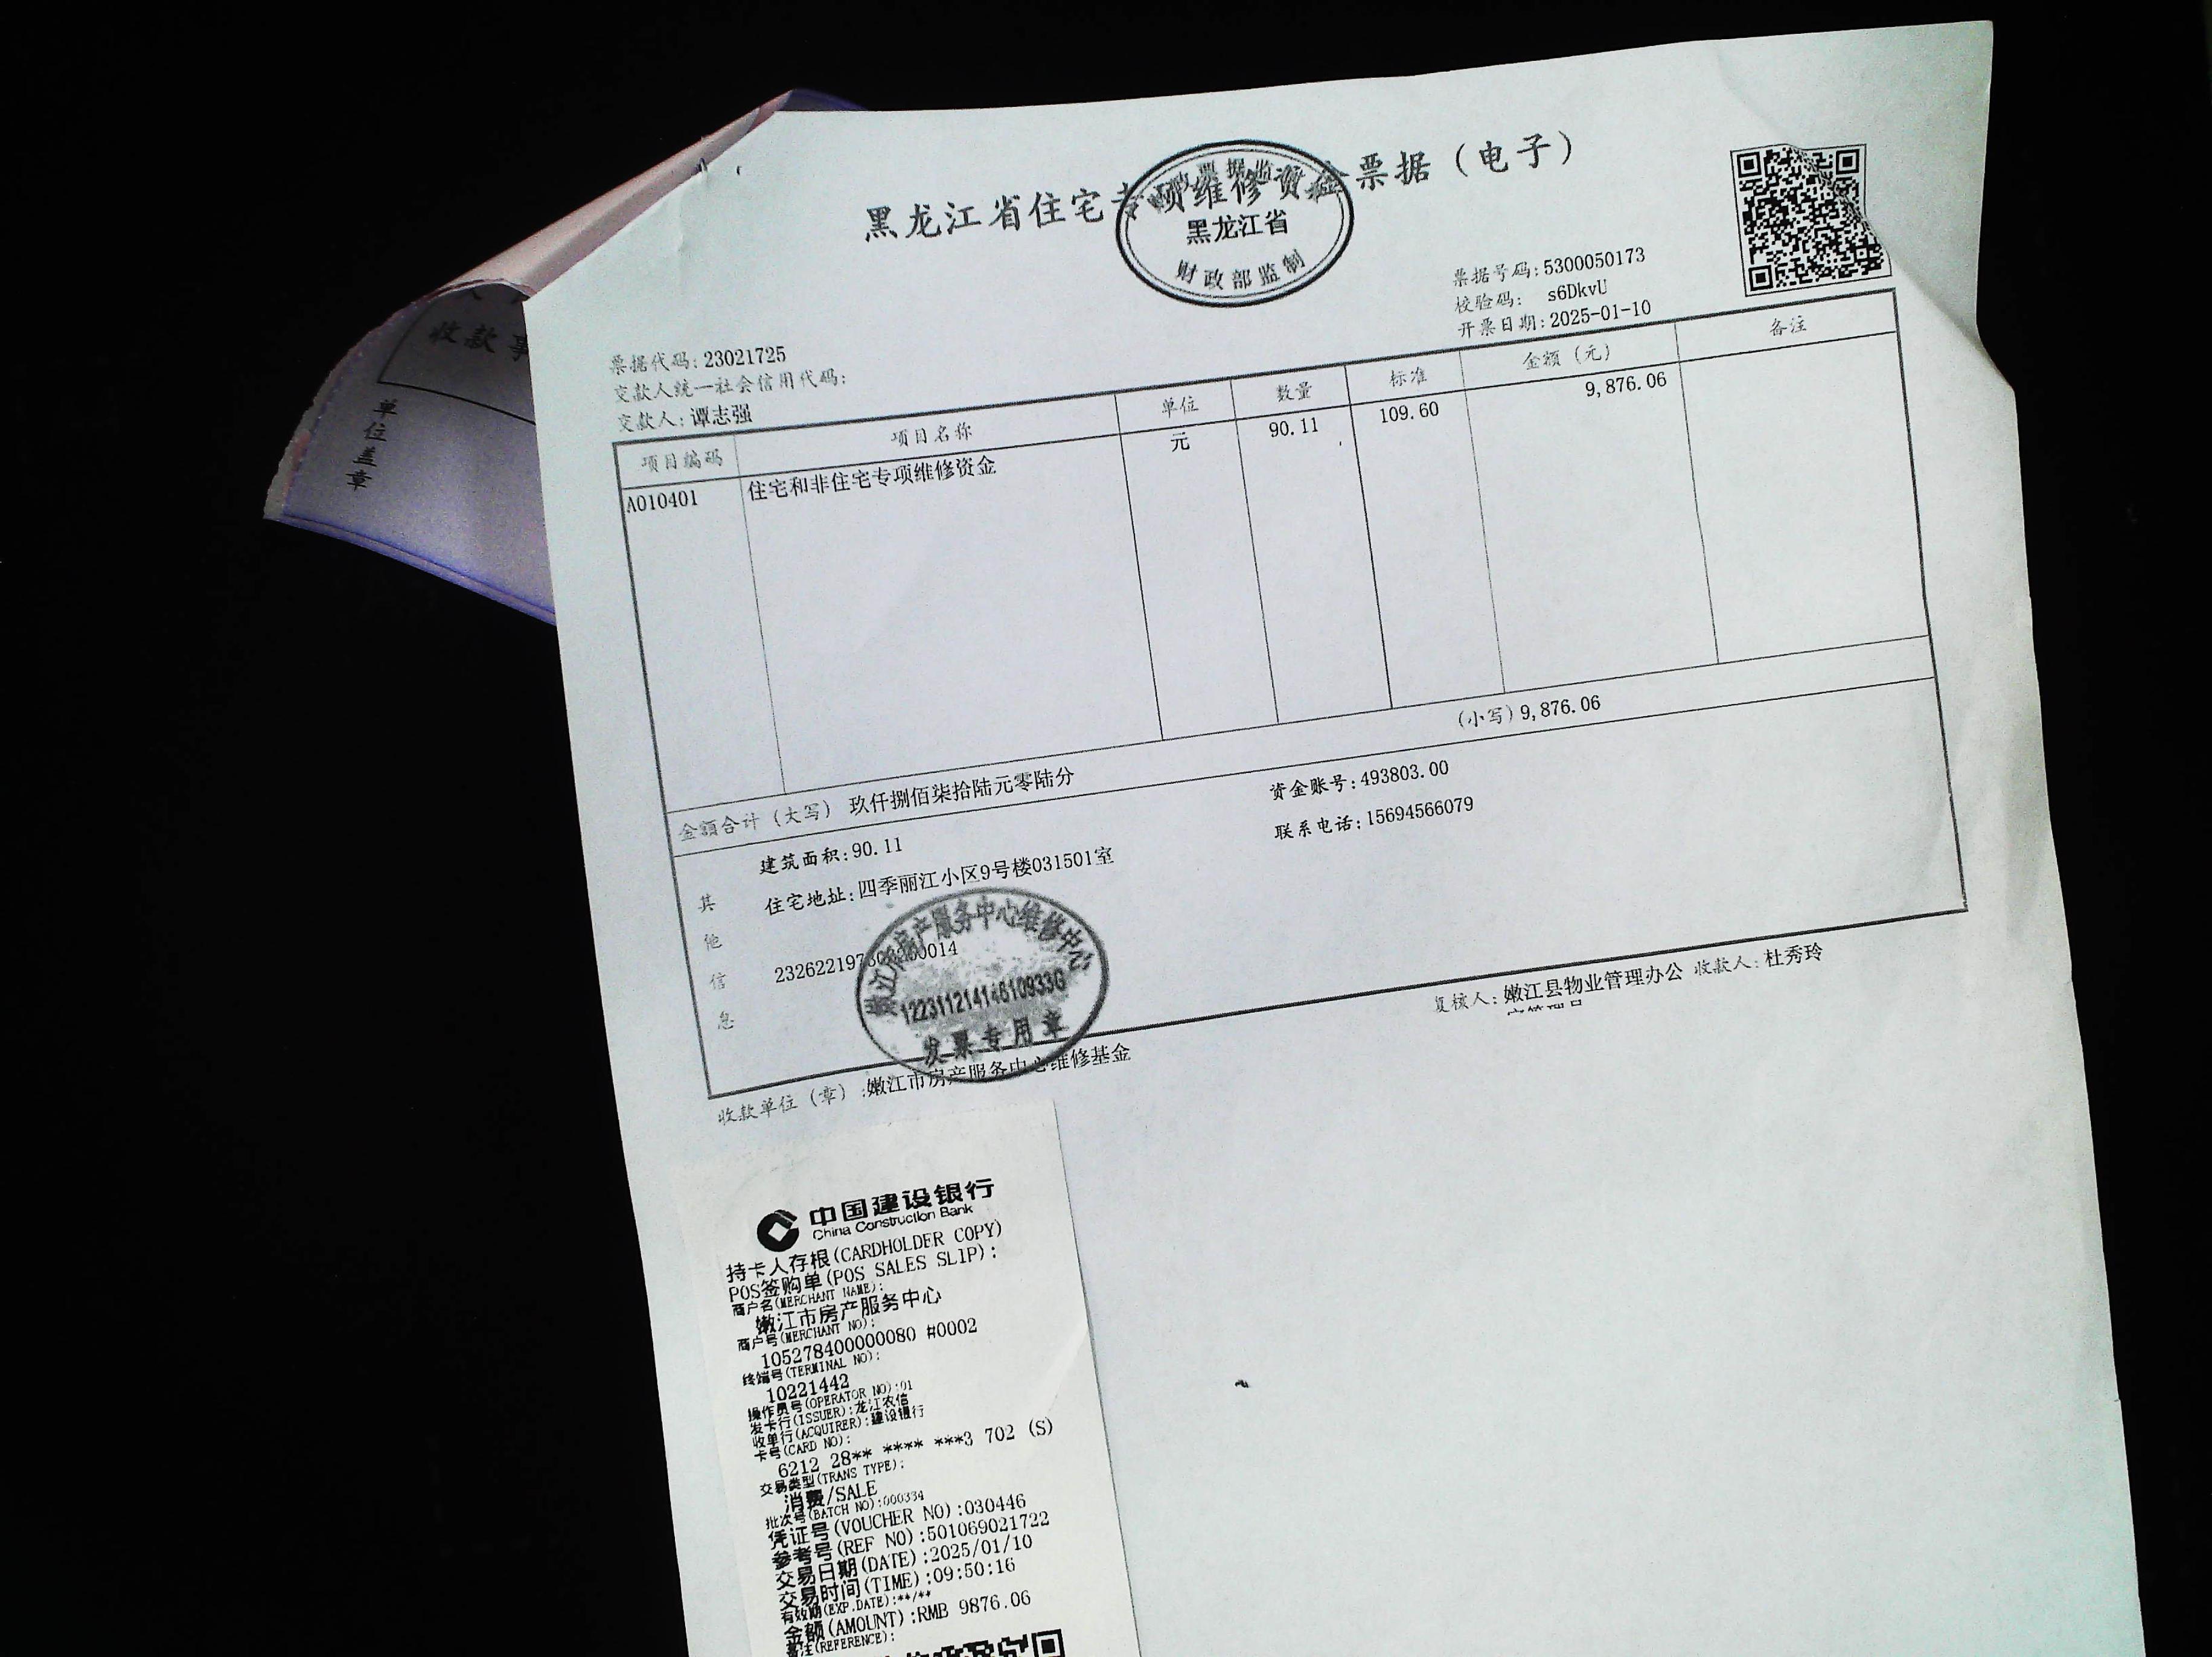 黑龙江省住宅专项维修资金票据（电子）
黑龙江省
财政部监制
票据号码:5300050173
校验码: s6DkvU
开票日期:2025-01-10
票据代码:23021725
交款人统一社会信用代码:
交款人:谭志强
项目编码 项目名称 单位 数量 标准 金额（元） 备注
A010401 住宅和非住宅专项维修资金 元 90.11 109.60 9,876.06
金额合计（大写） 玖仟捌佰柒拾陆元零陆分 (小写)9,876.06
其他信息
建筑面积:90.11 资金账号:493803.00
住宅地址:四季丽江小区9号楼031501室 联系电话:15694566079
嫩江市房产服务中心维修中心
发票专用章
收款单位（章）:嫩江市房产服务中心维修基金 复核人:嫩江县物业管理办公 收款人:杜秀玲
收款事
单位盖章
中国建设银行
China Construction Bank
持卡人存根(CARDHOLDER COPY)
POS签购单(POS SALES SLIP):
商户名(MERCHANT NAME):
嫩江市房产服务中心
商户号(MERCHANT NO):
105278400000080 #0002
终端号(TERMINAL NO):
10221442
操作员号(OPERATOR NO):01
发卡行(ISSUER):龙江农信
收单行(ACQUIRER):建设银行
卡号(CARD NO):
6212 28** **** ***3 702 (S)
交易类型(TRANS TYPE):
消费/SALE
批次号(BATCH NO):000334
凭证号(VOUCHER NO):030446
参考号(REF NO):501069021722
交易日期(DATE):2025/01/10
交易时间(TIME):09:50:16
有效期(EXP.DATE):**/**
金额(AMOUNT):RMB 9876.06
备注(REFERENCE):